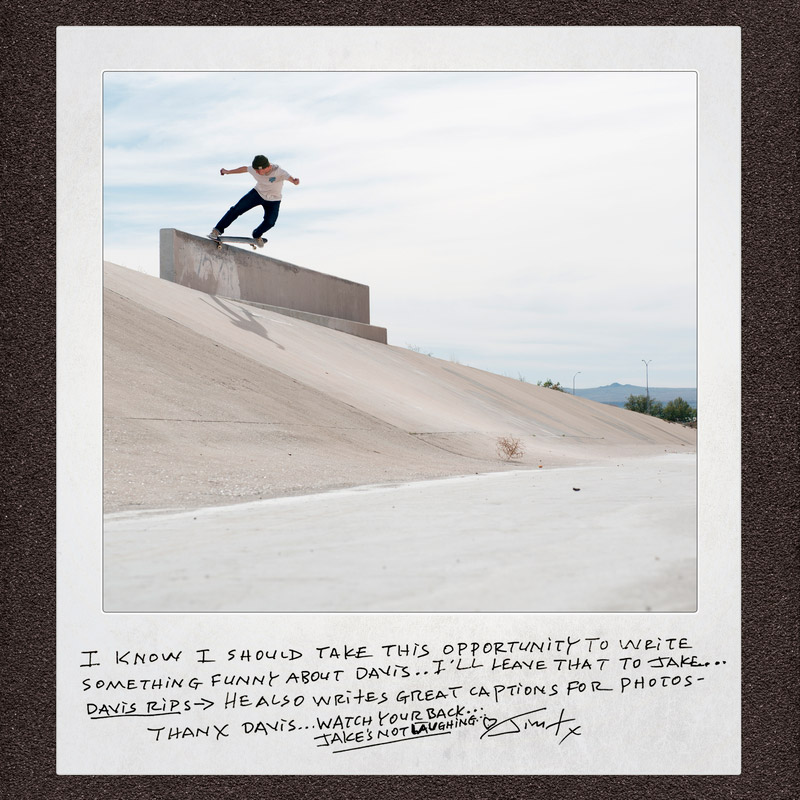 I KNOW I SHOULD TAKE THIS OPPORTUNITY TO WRITE
SOMETHING FUNNY ABOUT DAVIS.. I'LL LEAVE THAT TO JAKE...
DAVIS RIPS→ HE ALSO WRITES GREAT CAPTIONS FOR PHOTOS-
THANX DAVIS...WATCH YOUR BACK...
JAKE'S NOT LAUGHING..